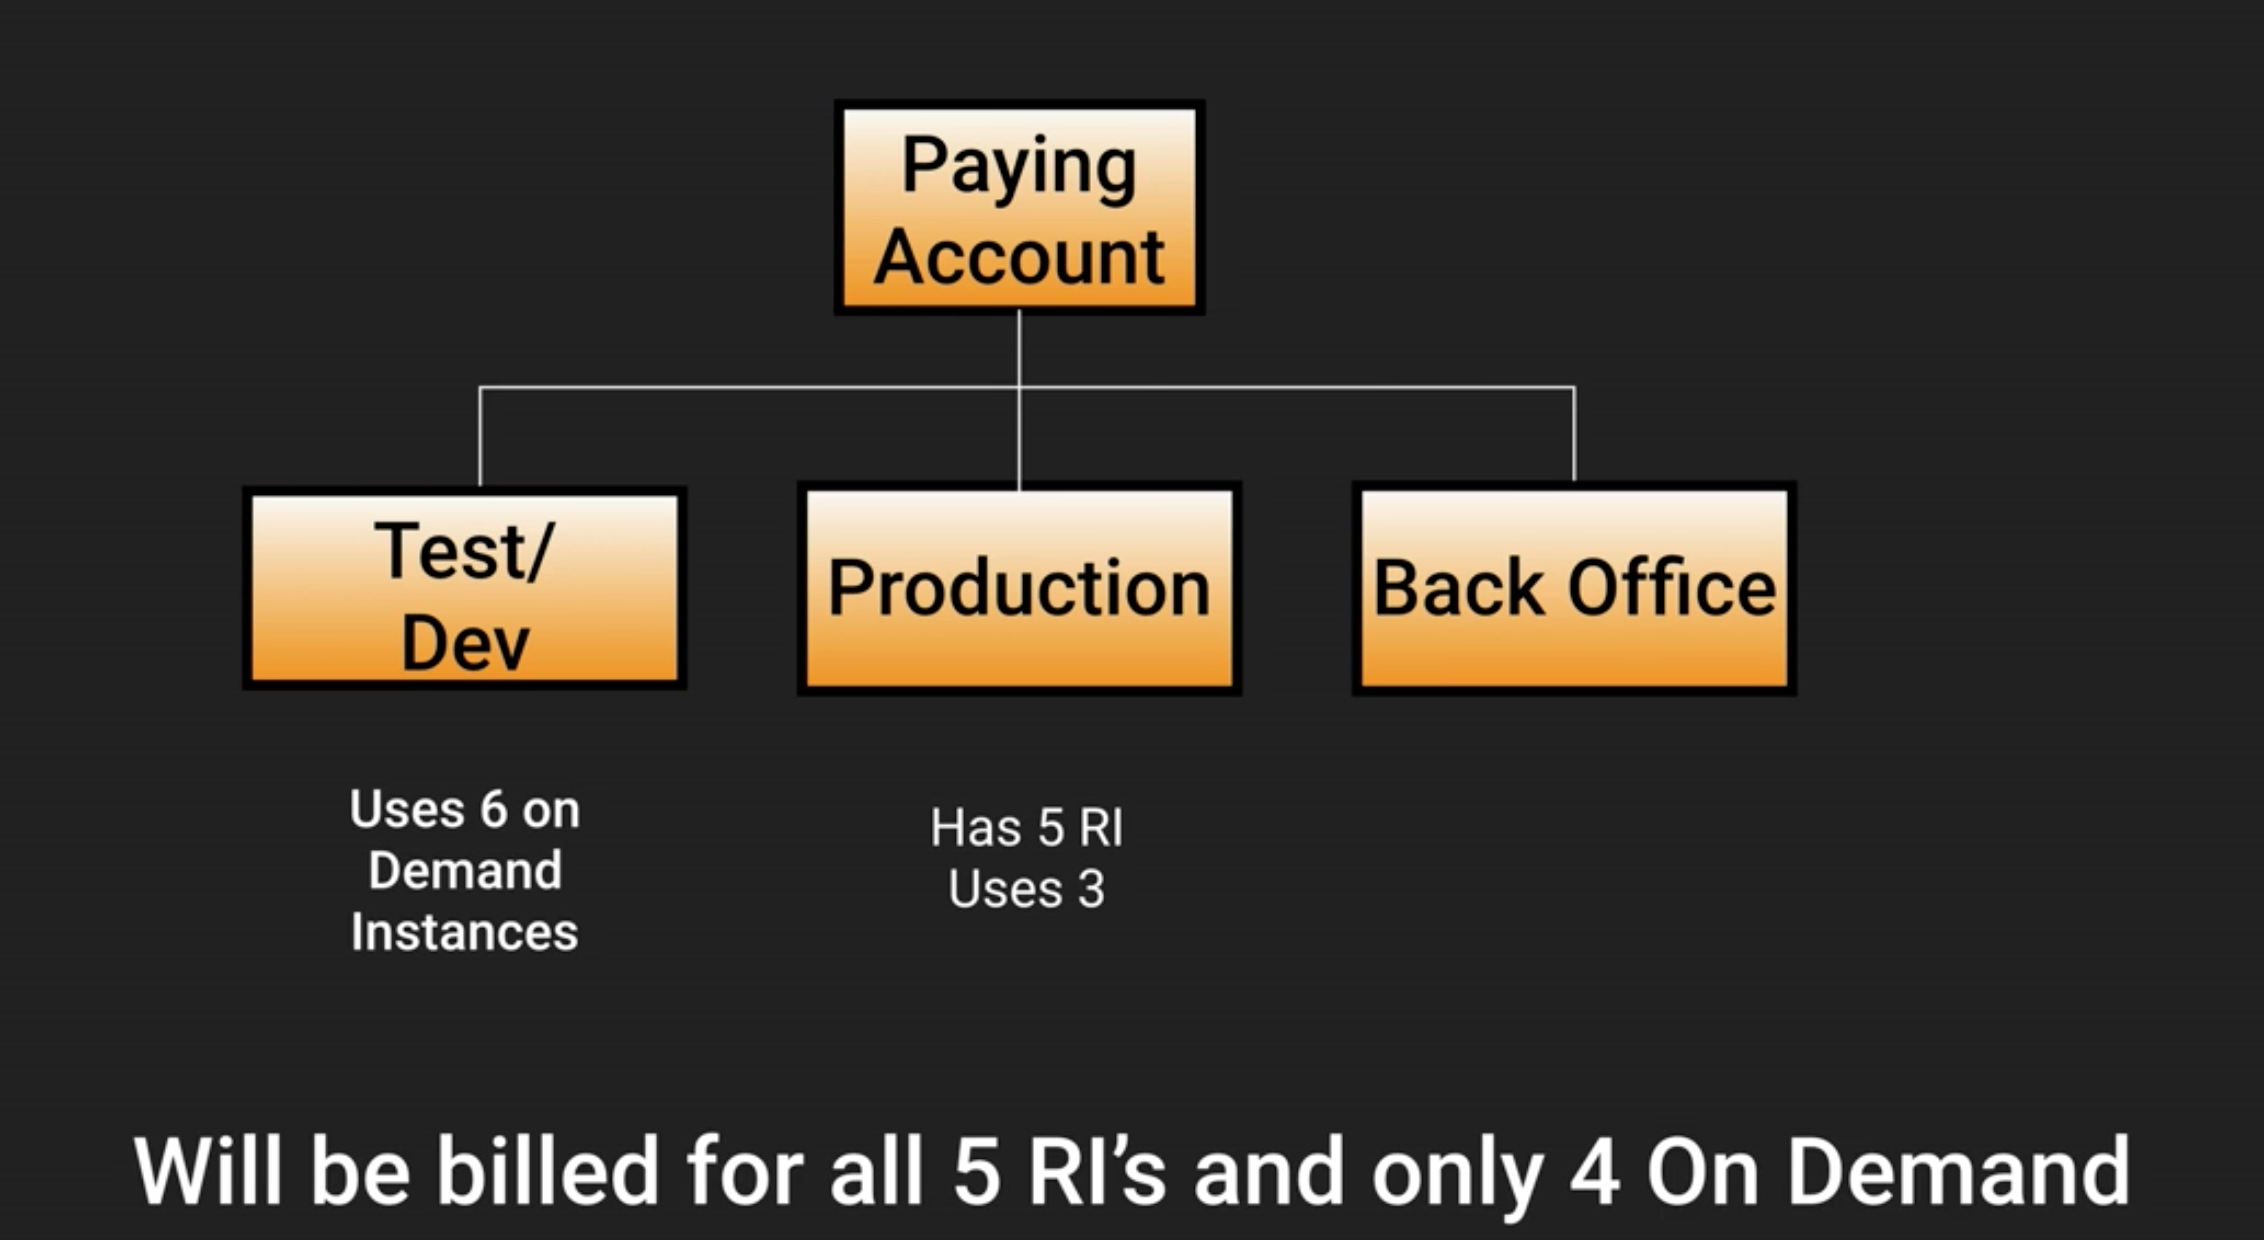 Paying
Account
Test/
Dev
Production
Back Office
Uses 6 on
Demand
Instances
Has 5 RI
Uses 3
Will be billed for all 5 RI’s and only 4 On Demand